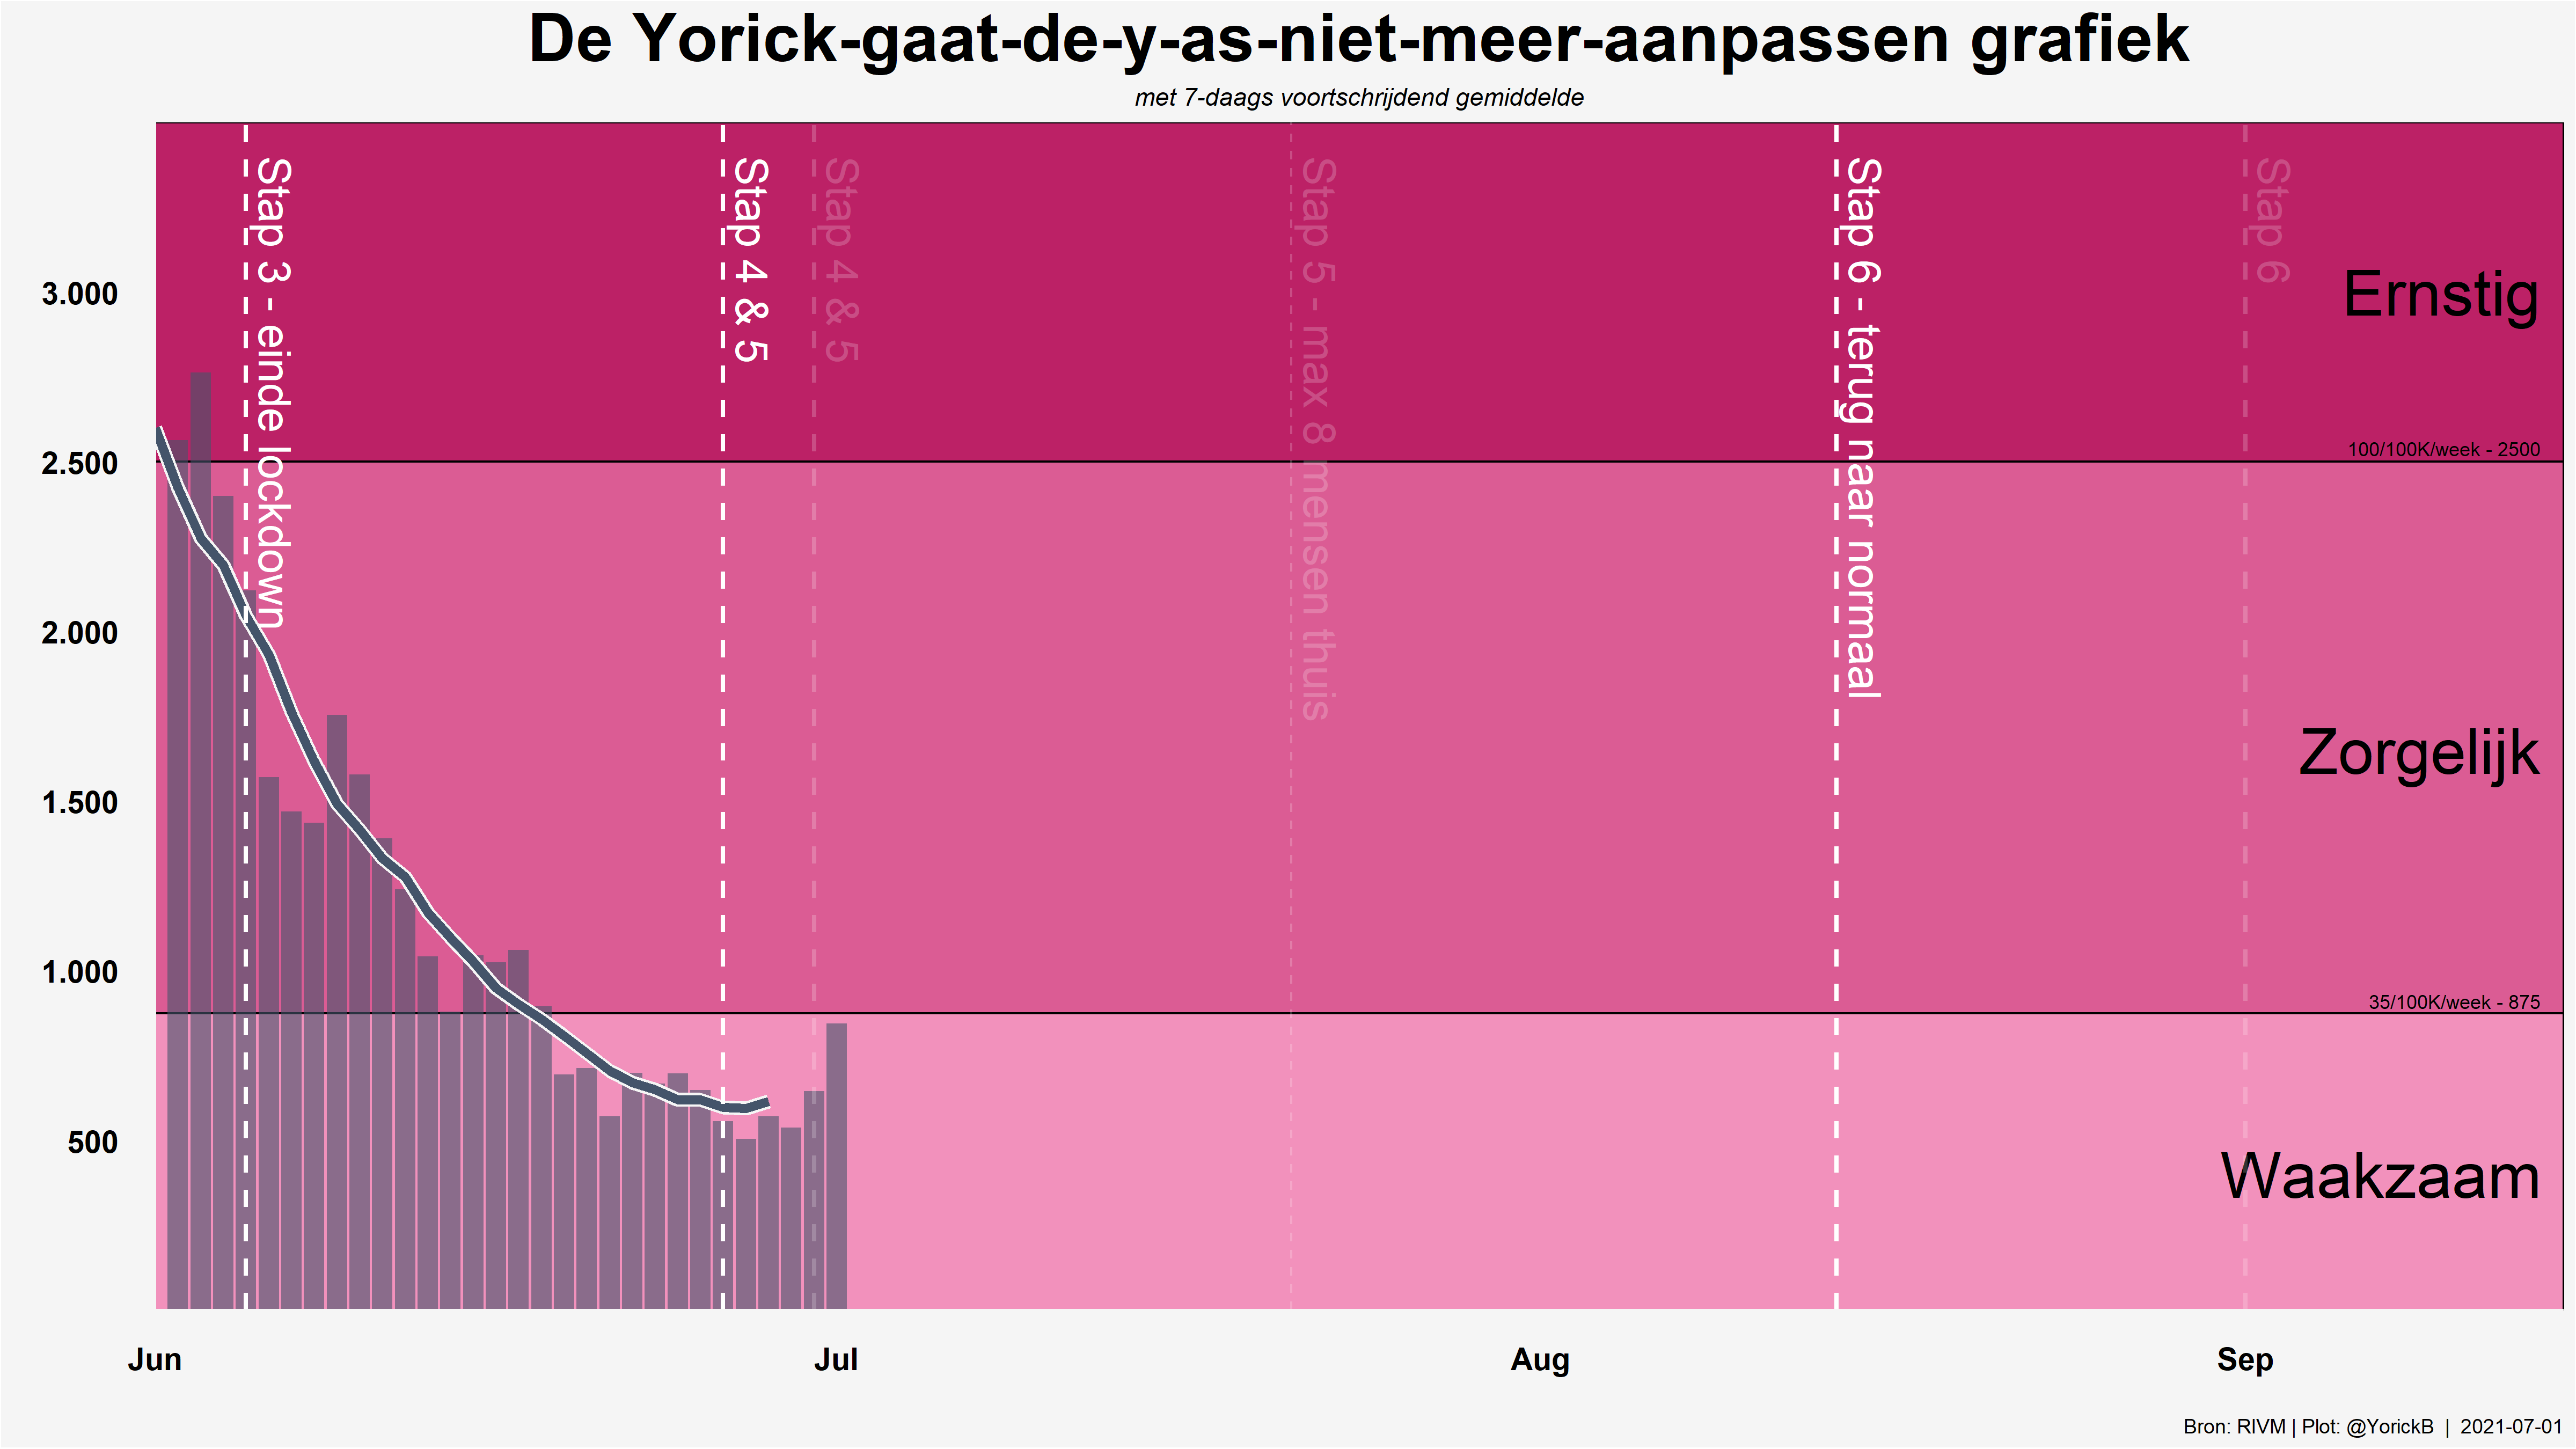 De Yorick-gaat-de-y-as-niet-meer-aanpassen grafiek
met 7-daags voortschrijdend gemiddelde
Stap 3 - einde lockdown
Stap 4 & 5
Stap 4 & 5
Stap 5 - max 8 mensen thuis
Stap 6 - terug naar normaal
Stap 6
3.000
Ernstig
100/100K/week - 2500
2.500
2.000
Zorgelijk
1.500
1.000
35/100K/week - 875
500
Waakzaam
Jun
Jul
Aug
Sep
Bron: RIVM | Plot: @YorickB | 2021-07-01